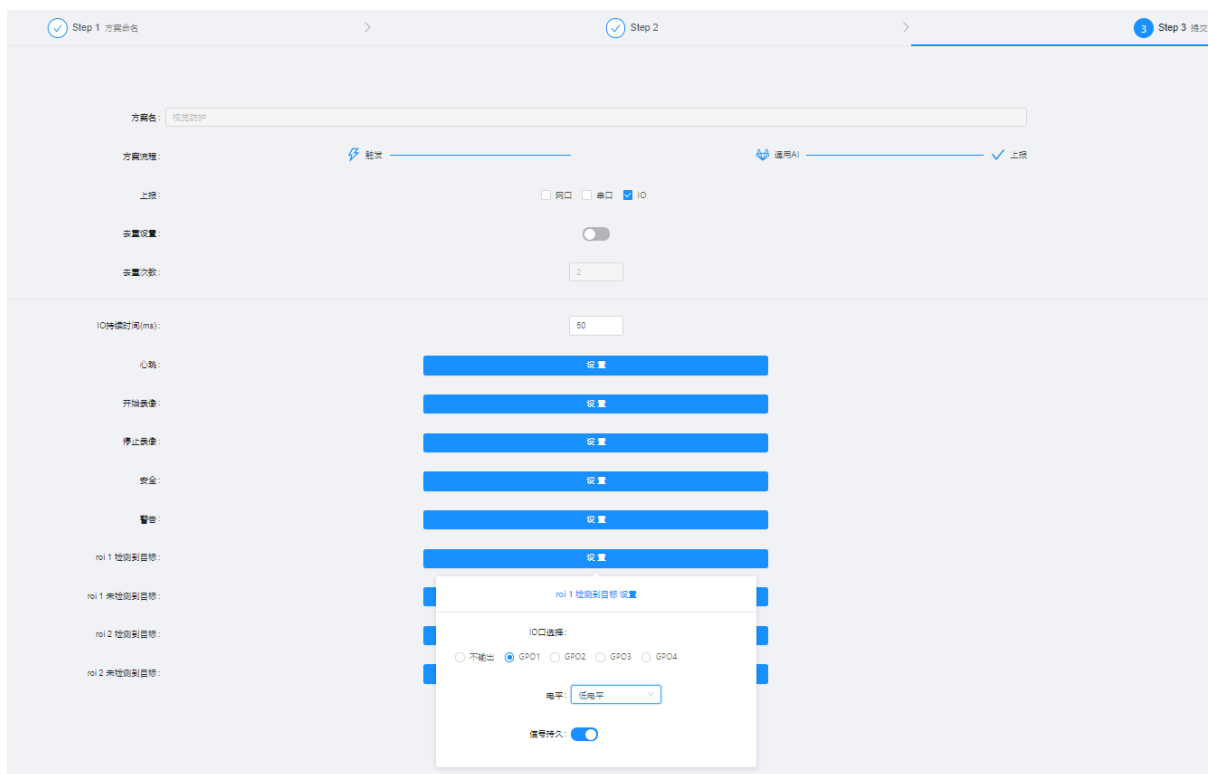 Step 1 方案命名
Step 2
3 Step 3 提交
方案名: 视觉防护
方案流程: 触发 通用AI 上报
上报: 网口 串口 IO
去重设置:
去重次数: 2
IO持续时间(ms): 60
心跳: 设置
开始录像: 设置
停止录像: 设置
安全: 设置
警告: 设置
roi 1 检测到目标: 设置
roi 1 检测到目标 设置
roi 1 未检测到目标:
IO口选择:
roi 2 检测到目标:
不输出 GPO1 GPO2 GPO3 GPO4
roi 2 未检测到目标:
电平: 低电平
信号持久: